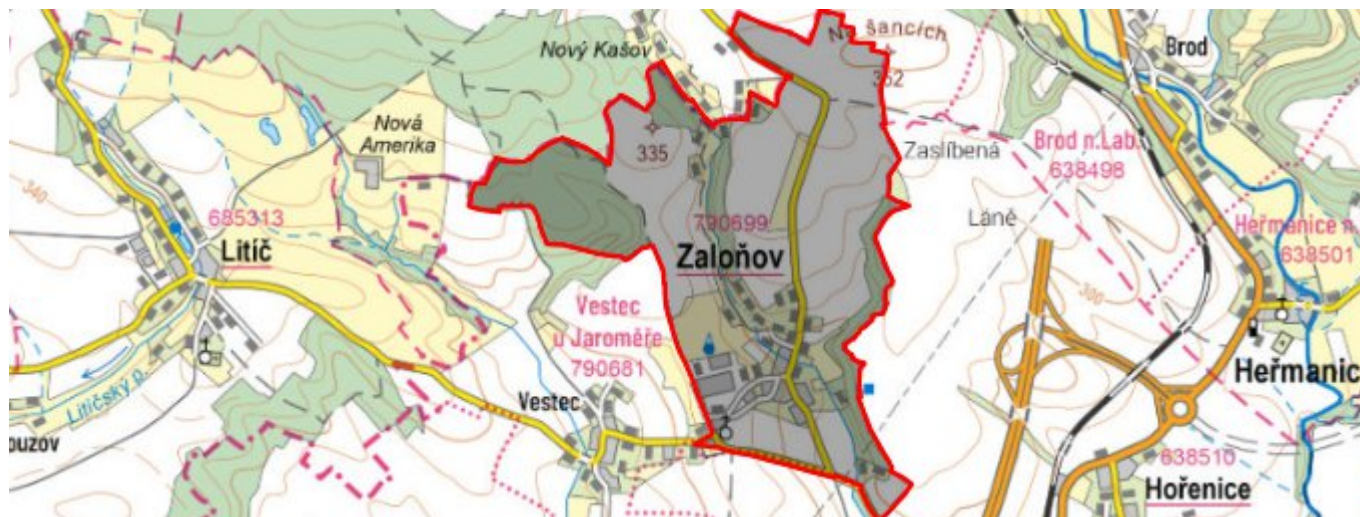 Nový Kašov
Na šancích
352
Brod
Nová
Amerika
335
Zaslíbená
Brod n.Lab.
638498
340
685313
Litíč
790699
Zaloňov
Láně
Heřmanice n.
638501
300
Vestec
u Jaroměře
790681
Heřmanic
Litíčský p.
Vestec
ouzov
638510
Hořenice